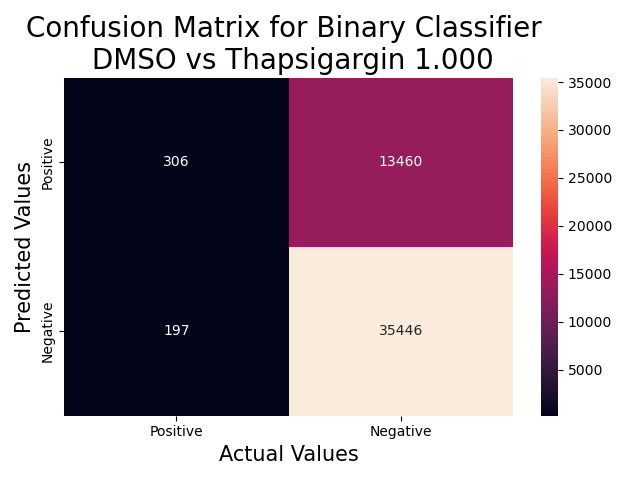 Confusion Matrix for Binary Classifier
DMSO vs Thapsigargin 1.000
Predicted Values
Positive
Negative
306
13460
197
35446
Positive
Negative
Actual Values
35000
30000
25000
20000
15000
10000
5000